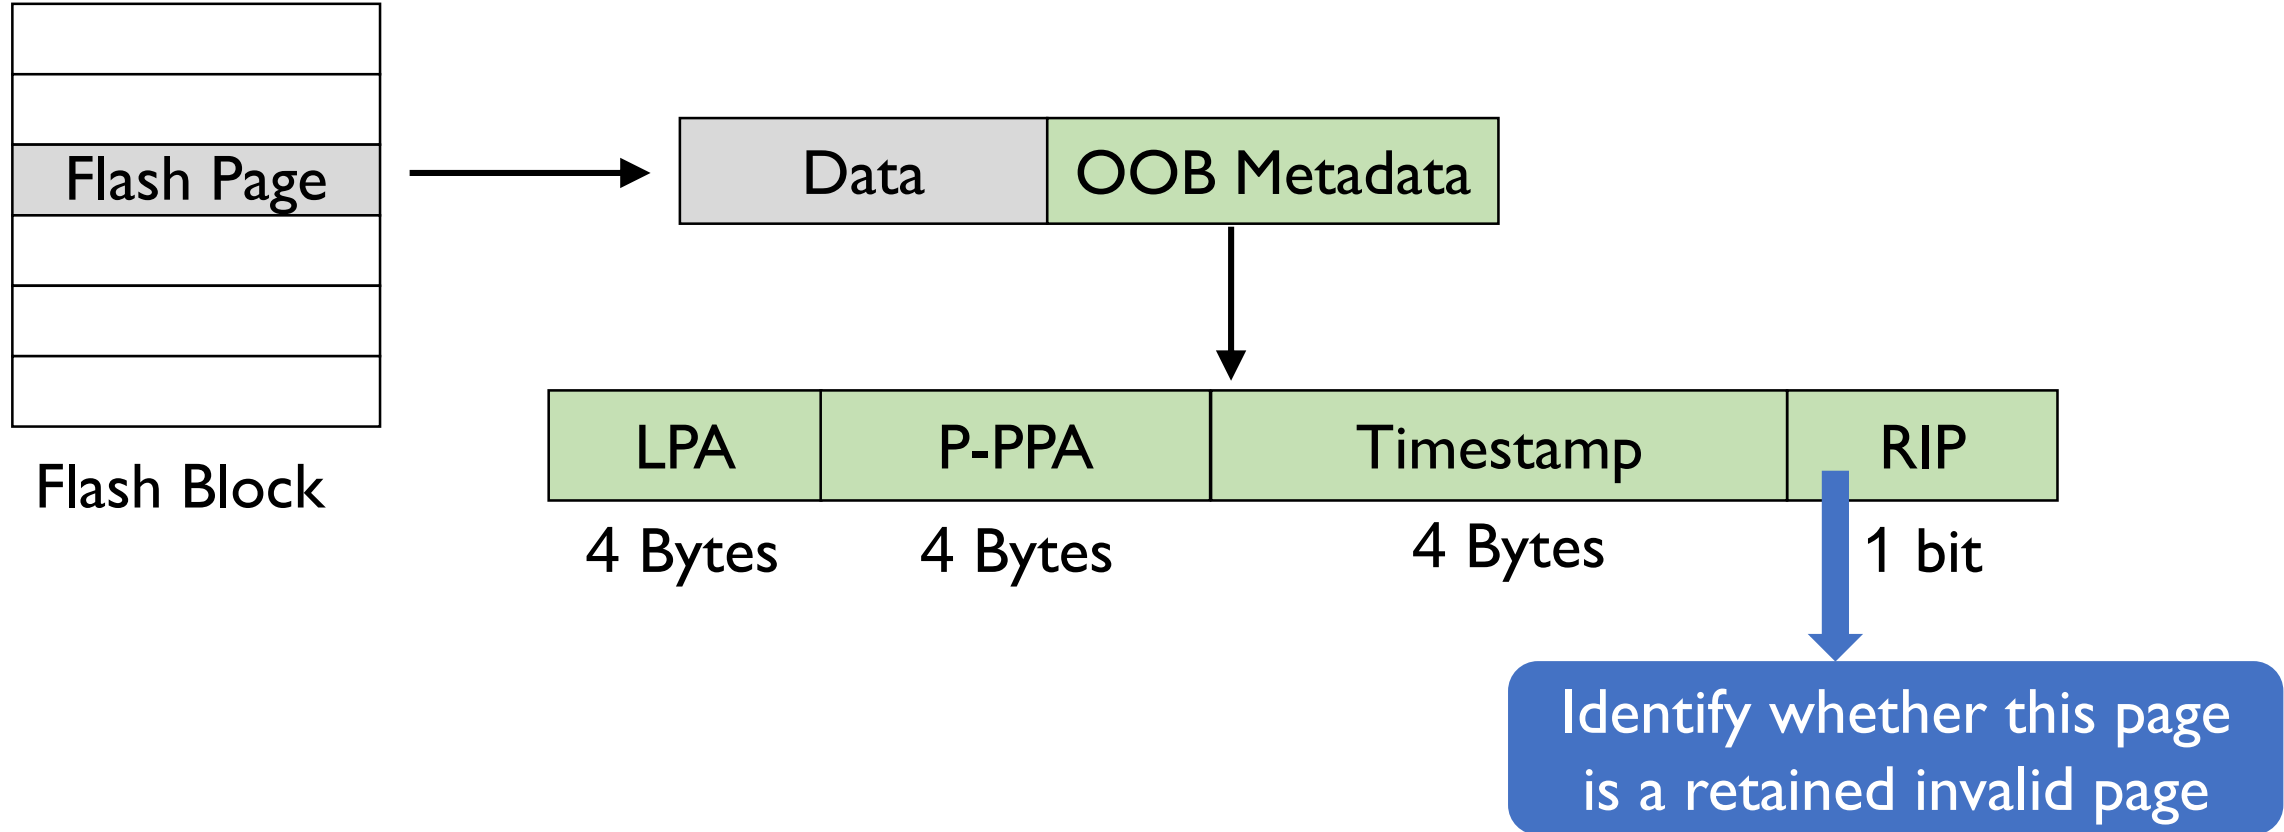 Flash Page
Data
OOB Metadata
LPA
P-PPA
Timestamp
RIP
Flash Block
4 Bytes
4 Bytes
4 Bytes
1 bit
Identify whether this page
is a retained invalid page